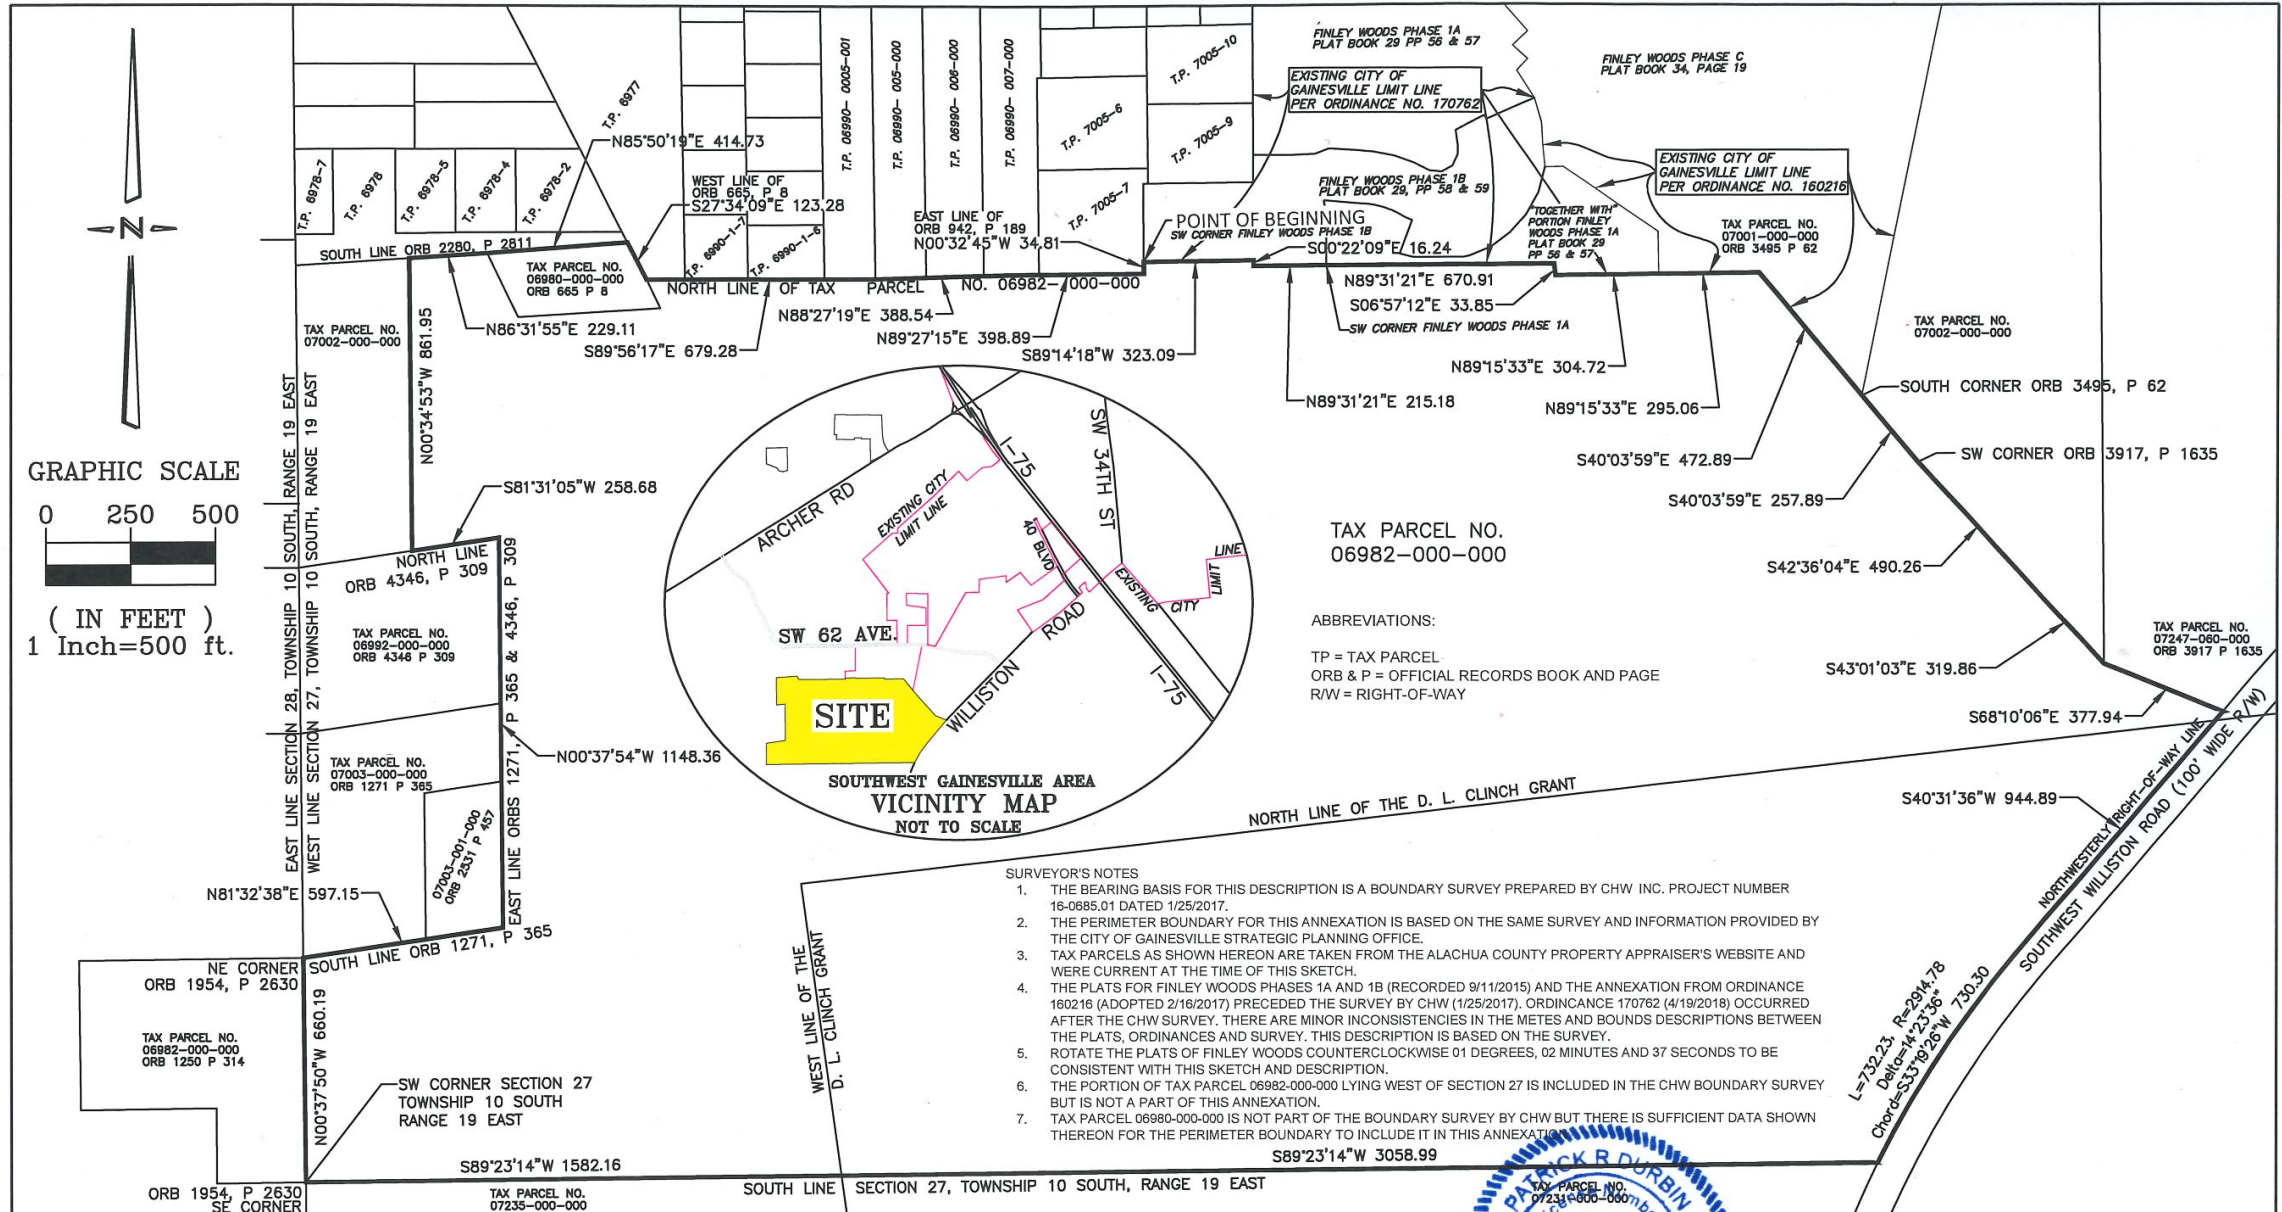 T.P. 6977
T.P. 06990- 0005-001
T.P. 06990- 005-000
T.P. 06990- 006-000
T.P. 06990- 007-000
T.P. 7005-10
T.P. 7005-6
T.P. 7005-9
T.P. 7005-7
FINLEY WOODS PHASE 1A
PLAT BOOK 29 PP 56 & 57
FINLEY WOODS PHASE C
PLAT BOOK 34, PAGE 19
EXISTING CITY OF
GAINESVILLE LIMIT LINE
PER ORDINANCE NO. 170762
EXISTING CITY OF
GAINESVILLE LIMIT LINE
PER ORDINANCE NO. 160216
FINLEY WOODS PHASE 1B
PLAT BOOK 29, PP 58 & 59
"TOGETHER WITH"
PORTION FINLEY
WOODS PHASE 1A
PLAT BOOK 29
PP 56 & 57
TAX PARCEL NO.
07001-000-000
ORB 3495 P 62
N
T.P. 6978-7
T.P. 6978
T.P. 6978-5
T.P. 6978-4
T.P. 6978-2
N85°50'19"E 414.73
WEST LINE OF
ORB 665, P 8
S27°34'09"E 123.28
T.P. 6990-1-7
T.P. 6990-1-6
EAST LINE OF
ORB 942, P 189
N00°32'45"W 34.81
POINT OF BEGINNING
SW CORNER FINLEY WOODS PHASE 1B
S00°22'09"E 16.24
SOUTH LINE ORB 2280, P 2811
TAX PARCEL NO.
06980-000-000
ORB 665 P 8
NORTH LINE OF TAX PARCEL NO. 06982-000-000
N89°31'21"E 670.91
S06°57'12"E 33.85
SW CORNER FINLEY WOODS PHASE 1A
N86°31'55"E 229.11
S89°56'17"E 679.28
N88°27'19"E 388.54
N89°27'15"E 398.89
S89°14'18"W 323.09
N89°31'21"E 215.18
N89°15'33"E 304.72
N89°15'33"E 295.06
TAX PARCEL NO.
07002-000-000
TAX PARCEL NO.
07002-000-000
N00°34'53"W 861.95
SOUTH CORNER ORB 3495, P 62
SW CORNER ORB 3917, P 1635
S40°03'59"E 472.89
S40°03'59"E 257.89
S42°36'04"E 490.26
S43°01'03"E 319.86
S68°10'06"E 377.94
TAX PARCEL NO.
07247-060-000
ORB 3917 P 1635
GRAPHIC SCALE
0 250 500
( IN FEET )
1 Inch=500 ft.
EAST LINE SECTION 28, TOWNSHIP 10 SOUTH, RANGE 19 EAST
WEST LINE SECTION 27, TOWNSHIP 10 SOUTH, RANGE 19 EAST
S81°31'05"W 258.68
NORTH LINE
ORB 4346, P 309
TAX PARCEL NO.
06992-000-000
ORB 4346 P 309
EAST LINE ORBS 1271, P 365 & 4346, P 309
TAX PARCEL NO.
07003-000-000
ORB 1271 P 365
07003-001-000
ORB 2531 P 457
N00°37'54"W 1148.36
N81°32'38"E 597.15
SOUTH LINE ORB 1271, P 365
ARCHER RD
EXISTING CITY
LIMIT LINE
I-75
SW 34TH ST
40 BLVD
EXISTING CITY LIMIT LINE
SW 62 AVE.
WILLISTON ROAD
I-75
SITE
SOUTHWEST GAINESVILLE AREA
VICINITY MAP
NOT TO SCALE
TAX PARCEL NO.
06982-000-000
ABBREVIATIONS:
TP = TAX PARCEL
ORB & P = OFFICIAL RECORDS BOOK AND PAGE
R/W = RIGHT-OF-WAY
NORTH LINE OF THE D. L. CLINCH GRANT
WEST LINE OF THE
D. L. CLINCH GRANT
S40°31'36"W 944.89
NORTHWESTERLY RIGHT-OF-WAY LINE
SOUTHWEST WILLISTON ROAD (100' WIDE R/W)
SURVEYOR'S NOTES
1. THE BEARING BASIS FOR THIS DESCRIPTION IS A BOUNDARY SURVEY PREPARED BY CHW INC. PROJECT NUMBER
16-0685.01 DATED 1/25/2017.
2. THE PERIMETER BOUNDARY FOR THIS ANNEXATION IS BASED ON THE SAME SURVEY AND INFORMATION PROVIDED BY
THE CITY OF GAINESVILLE STRATEGIC PLANNING OFFICE.
3. TAX PARCELS AS SHOWN HEREON ARE TAKEN FROM THE ALACHUA COUNTY PROPERTY APPRAISER'S WEBSITE AND
WERE CURRENT AT THE TIME OF THIS SKETCH.
4. THE PLATS FOR FINLEY WOODS PHASES 1A AND 1B (RECORDED 9/11/2015) AND THE ANNEXATION FROM ORDINANCE
160216 (ADOPTED 2/16/2017) PRECEDED THE SURVEY BY CHW (1/25/2017). ORDINCANCE 170762 (4/19/2018) OCCURRED
AFTER THE CHW SURVEY. THERE ARE MINOR INCONSISTENCIES IN THE METES AND BOUNDS DESCRIPTIONS BETWEEN
THE PLATS, ORDINANCES AND SURVEY. THIS DESCRIPTION IS BASED ON THE SURVEY.
5. ROTATE THE PLATS OF FINLEY WOODS COUNTERCLOCKWISE 01 DEGREES, 02 MINUTES AND 37 SECONDS TO BE
CONSISTENT WITH THIS SKETCH AND DESCRIPTION.
6. THE PORTION OF TAX PARCEL 06982-000-000 LYING WEST OF SECTION 27 IS INCLUDED IN THE CHW BOUNDARY SURVEY
BUT IS NOT A PART OF THIS ANNEXATION.
7. TAX PARCEL 06980-000-000 IS NOT PART OF THE BOUNDARY SURVEY BY CHW BUT THERE IS SUFFICIENT DATA SHOWN
THEREON FOR THE PERIMETER BOUNDARY TO INCLUDE IT IN THIS ANNEXATION.
L=732.23, R=2914.78
Delta=14°23'36"
Chord=S33°19'26"W 730.30
NE CORNER
ORB 1954, P 2630
TAX PARCEL NO.
06982-000-000
ORB 1250 P 314
N00°37'50"W 660.19
SW CORNER SECTION 27
TOWNSHIP 10 SOUTH
RANGE 19 EAST
S89°23'14"W 1582.16
S89°23'14"W 3058.99
SOUTH LINE SECTION 27, TOWNSHIP 10 SOUTH, RANGE 19 EAST
ORB 1954, P 2630
SE CORNER
TAX PARCEL NO.
07235-000-000
PATRICK R DURBIN
TAX PARCEL NO.
07231-000-000